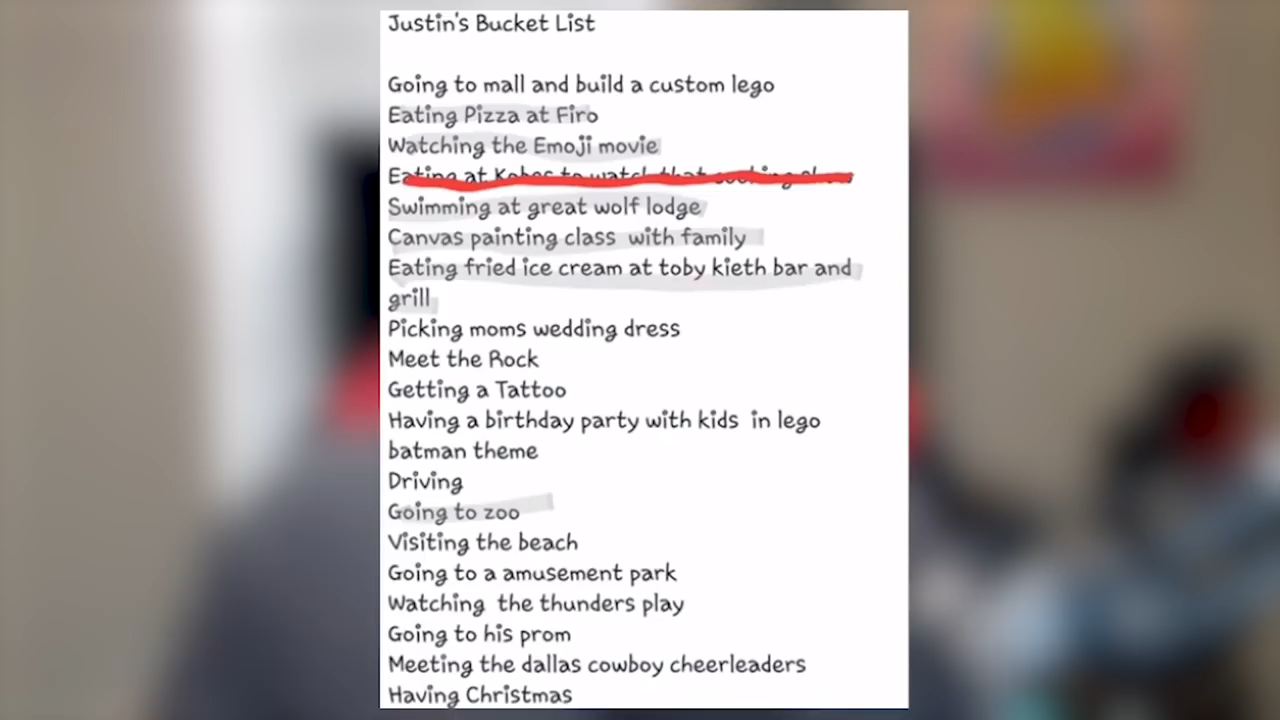 Justin's Bucket List
Going to mall and build a custom lego
Eating Pizza at Firo
Watching the Emoji movie
Eating at Kobes to watch that cooking show
Swimming at great wolf lodge
Canvas painting class with family
Eating fried ice cream at toby kieth bar and
grill
Picking moms wedding dress
Meet the Rock
Getting a Tattoo
Having a birthday party with kids in lego
batman theme
Driving
Going to zoo
Visiting the beach
Going to a amusement park
Watching the thunders play
Going to his prom
Meeting the dallas cowboy cheerleaders
Having Christmas